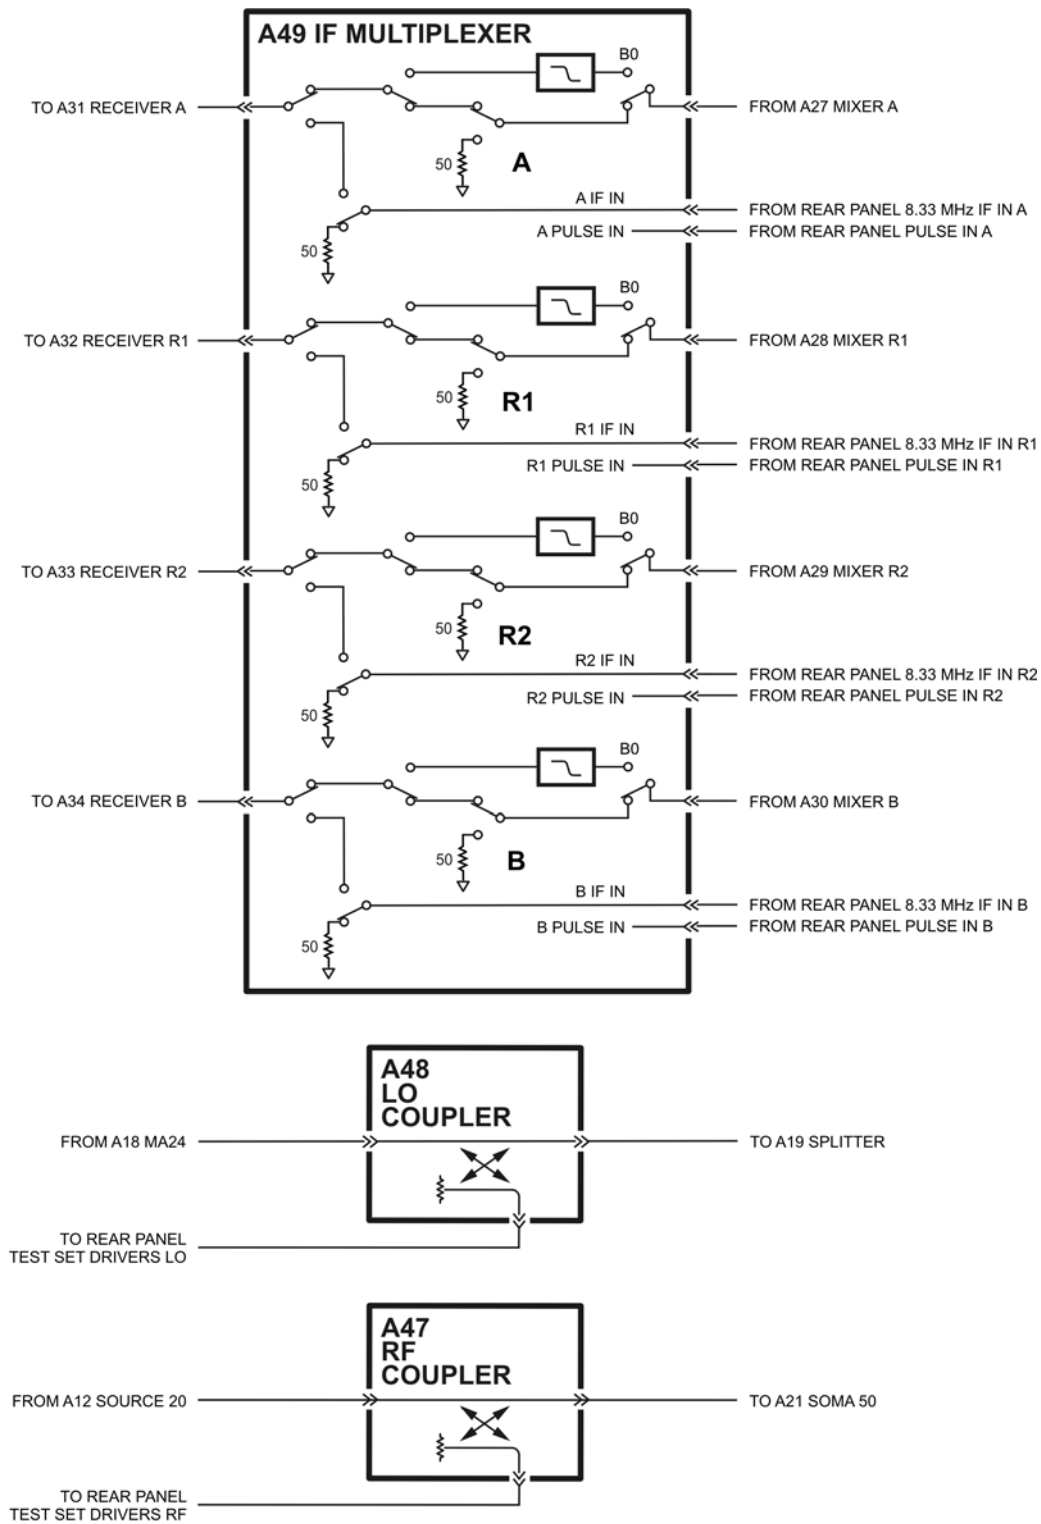 A49 IF MULTIPLEXER
B0
TO A31 RECEIVER A
FROM A27 MIXER A
50
A
A IF IN
FROM REAR PANEL 8.33 MHz IF IN A
A PULSE IN
FROM REAR PANEL PULSE IN A
50
B0
TO A32 RECEIVER R1
FROM A28 MIXER R1
50
R1
R1 IF IN
FROM REAR PANEL 8.33 MHz IF IN R1
R1 PULSE IN
FROM REAR PANEL PULSE IN R1
50
B0
TO A33 RECEIVER R2
FROM A29 MIXER R2
50
R2
R2 IF IN
FROM REAR PANEL 8.33 MHz IF IN R2
R2 PULSE IN
FROM REAR PANEL PULSE IN R2
50
B0
TO A34 RECEIVER B
FROM A30 MIXER B
50
B
B IF IN
FROM REAR PANEL 8.33 MHz IF IN B
B PULSE IN
FROM REAR PANEL PULSE IN B
50
A48
LO
COUPLER
FROM A18 MA24
TO A19 SPLITTER
TO REAR PANEL
TEST SET DRIVERS LO
A47
RF
COUPLER
FROM A12 SOURCE 20
TO A21 SOMA 50
TO REAR PANEL
TEST SET DRIVERS RF